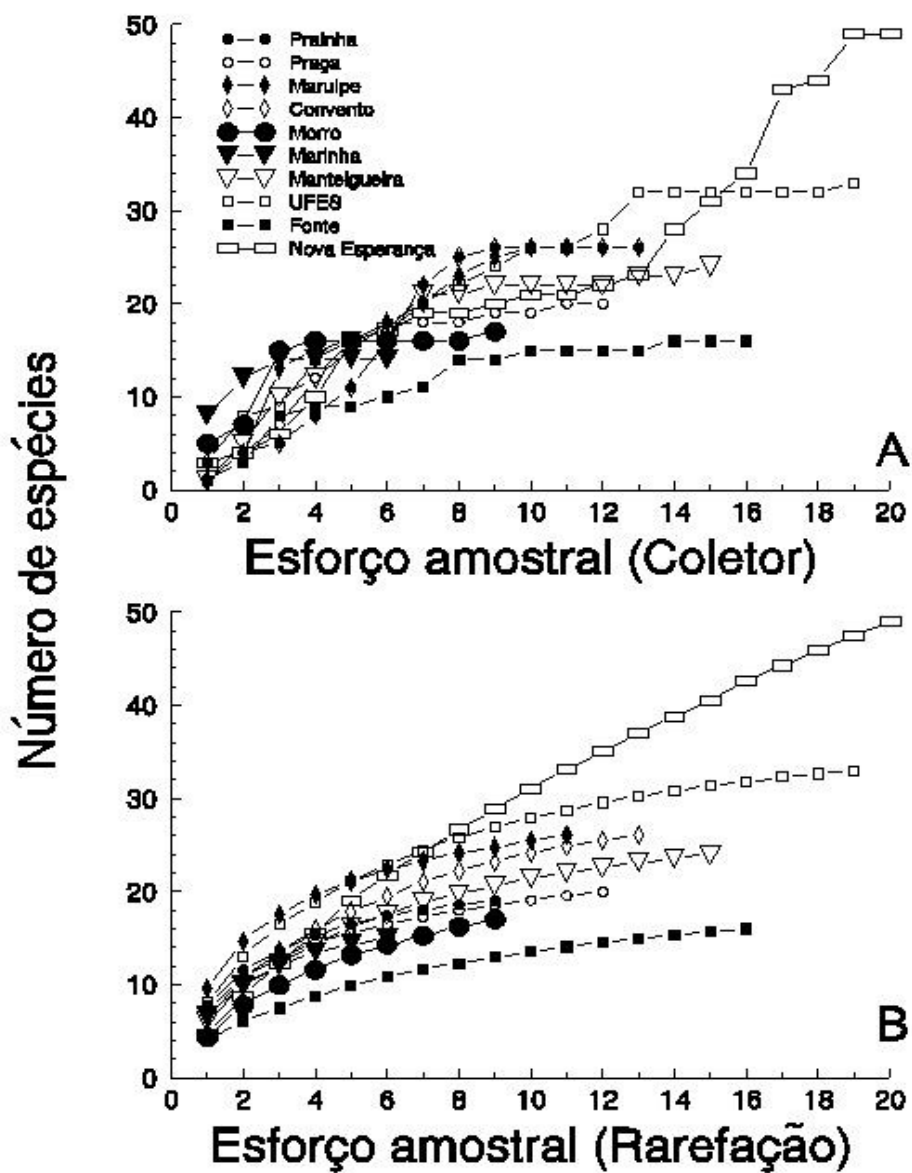 Número de espécies
50
40
30
20
10
0
Prainha
Praça
Maruipe
Convento
Morro
Marinha
Manteigueira
UFES
Fonte
Nova Esperança
A
0 2 4 6 8 10 12 14 16 18 20
Esforço amostral (Coletor)
50
40
30
20
10
0
B
0 2 4 6 8 10 12 14 16 18 20
Esforço amostral (Rarefação)